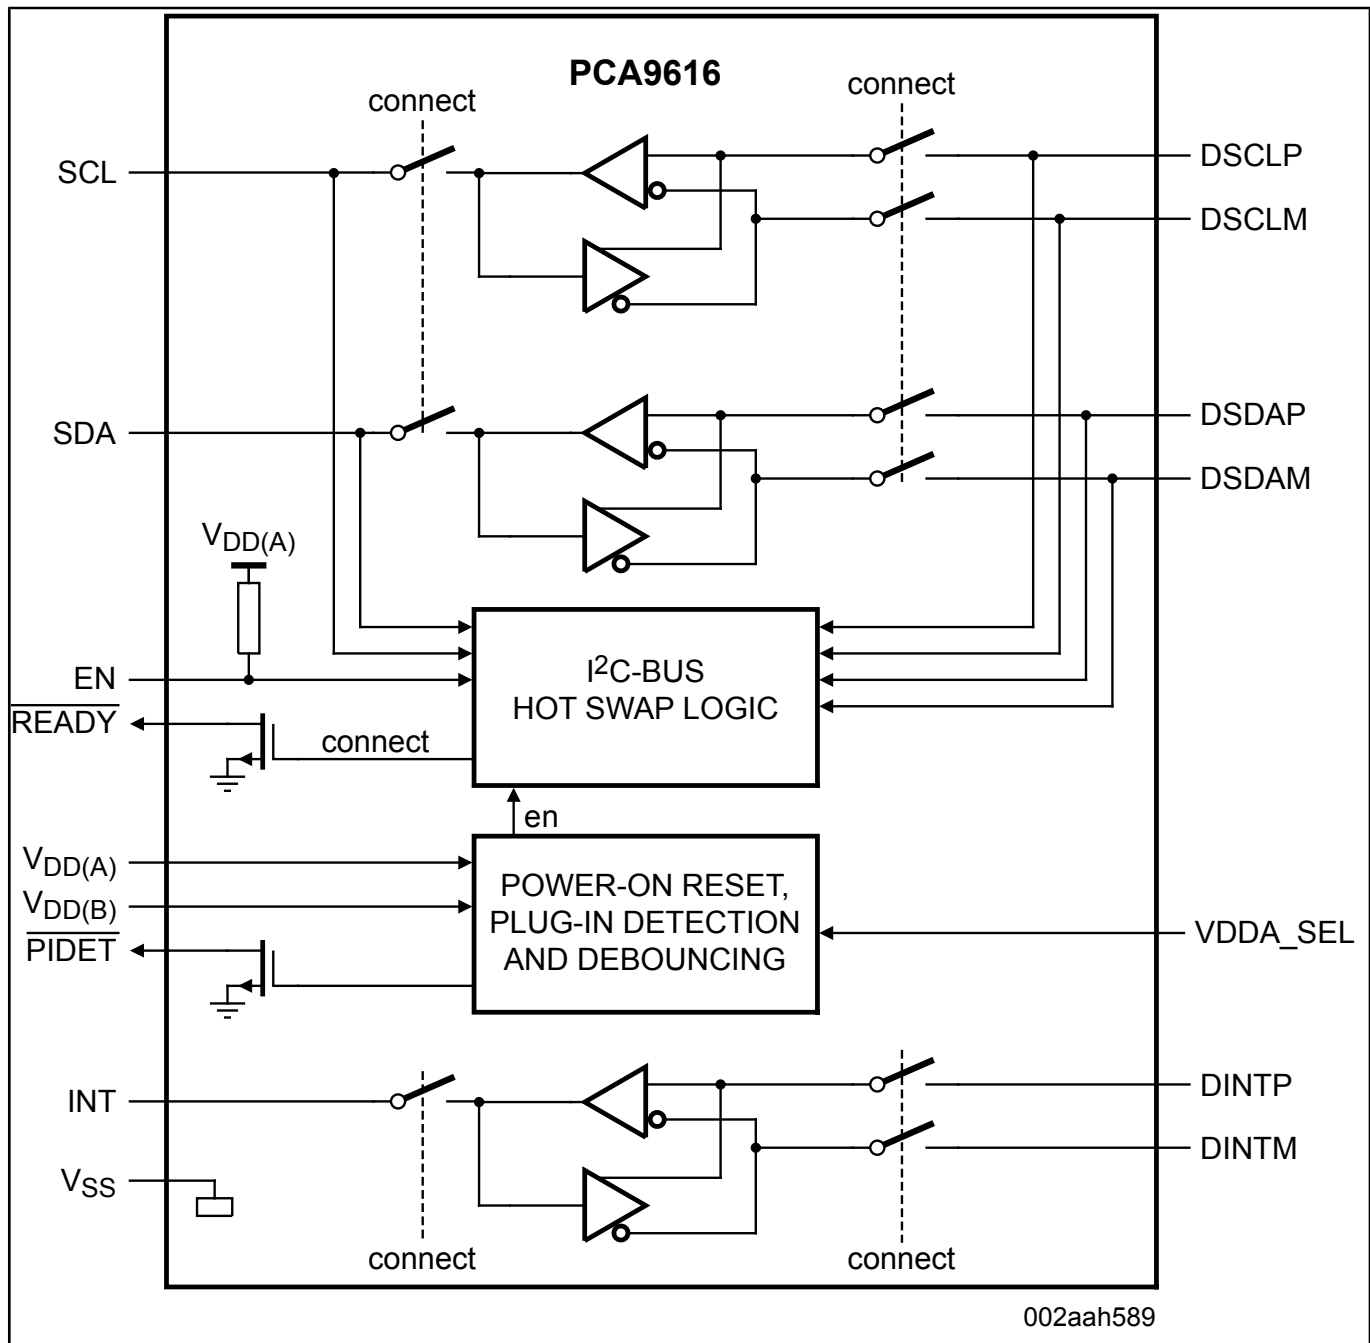 PCA9616
connect
connect
SCL
DSCLP
DSCLM
SDA
DSDAP
DSDAM
VDD(A)
EN
I2C-BUS
HOT SWAP LOGIC
READY
connect
en
VDD(A)
VDD(B)
PIDET
POWER-ON RESET,
PLUG-IN DETECTION
AND DEBOUNCING
VDDA_SEL
INT
DINTP
DINTM
VSS
connect
connect
002aah589